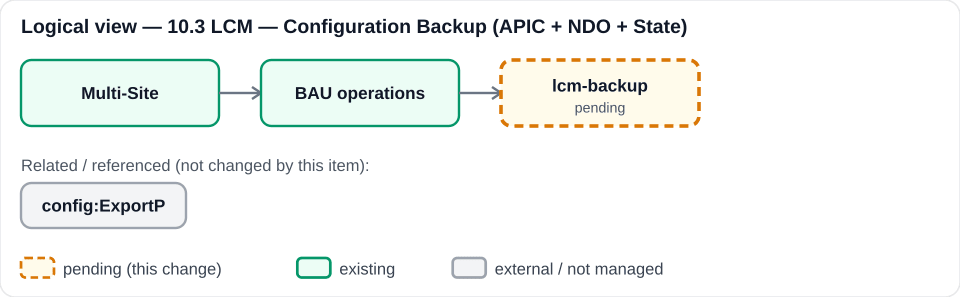 Logical view — 10.3 LCM — Configuration Backup (APIC + NDO + State)
Multi-Site
BAU operations
lcm-backup
pending
Related / referenced (not changed by this item):
config:ExportP
pending (this change)
existing
external / not managed